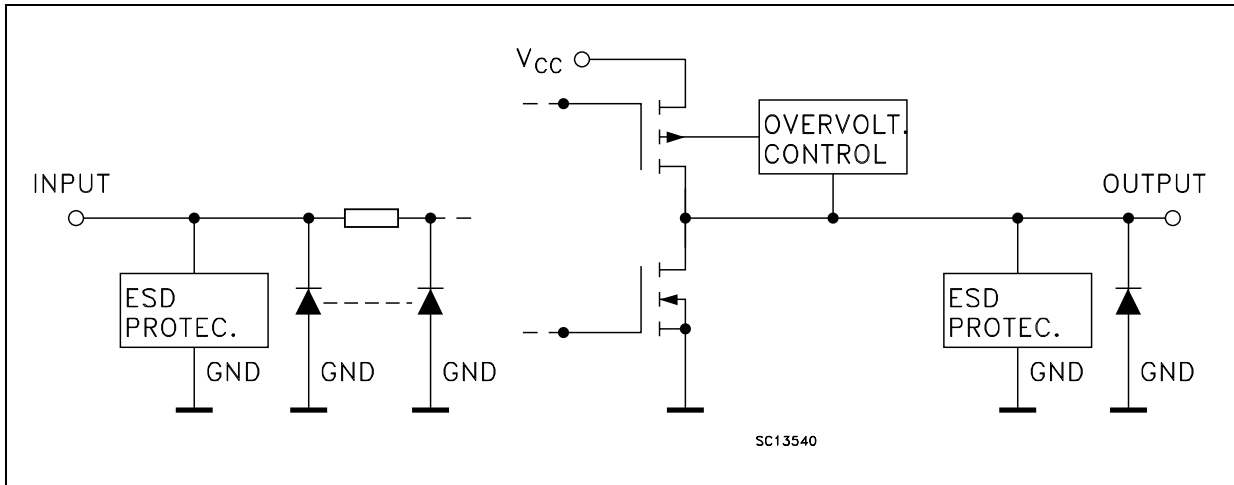 VCC
OVERVOLT.
CONTROL
INPUT
OUTPUT
ESD
PROTEC.
ESD
PROTEC.
GND
GND
GND
GND
GND
SC13540